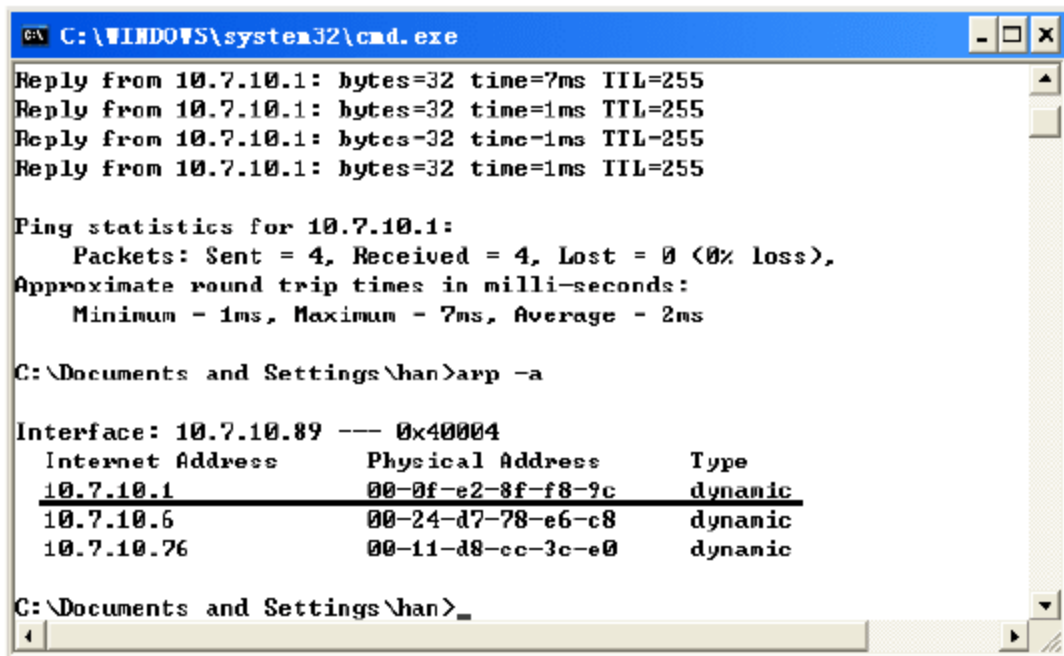 C:\WINDOWS\system32\cmd.exe
Reply from 10.7.10.1: bytes=32 time=7ms TTL=255
Reply from 10.7.10.1: bytes=32 time=1ms TTL=255
Reply from 10.7.10.1: bytes=32 time=1ms TTL=255
Reply from 10.7.10.1: bytes=32 time=1ms TTL=255
Ping statistics for 10.7.10.1:
Packets: Sent = 4, Received = 4, Lost = 0 (0% loss),
Approximate round trip times in milli-seconds:
Minimum = 1ms, Maximum = 7ms, Average = 2ms
C:\Documents and Settings\han>arp -a
Interface: 10.7.10.89 --- 0x40004
Internet Address Physical Address Type
10.7.10.1 00-0f-e2-8f-f8-9c dynamic
10.7.10.6 00-24-d7-78-e6-c8 dynamic
10.7.10.76 00-11-d8-cc-3c-e0 dynamic
C:\Documents and Settings\han>_